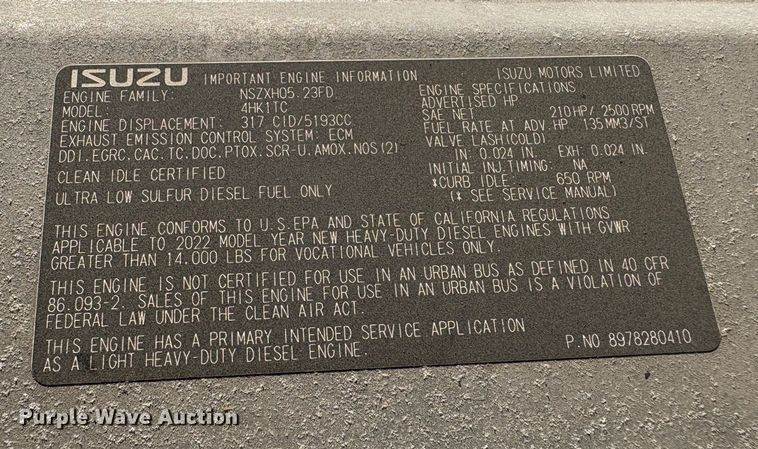 ISUZU IMPORTANT ENGINE INFORMATION ISUZU MOTORS LIMITED
ENGINE FAMILY: NSZXH05.23FD
MODEL: 4HK1TC
ENGINE DISPLACEMENT: 317 CID/5193CC
EXHAUST EMISSION CONTROL SYSTEM: ECM
DDI.EGRC.CAC.TC.DOC.PTOX.SCR-U.AMOX.NOS(2)
CLEAN IDLE CERTIFIED
ULTRA LOW SULFUR DIESEL FUEL ONLY
ENGINE SPECIFICATIONS
ADVERTISED HP
SAE NET 210HP/2500RPM
FUEL RATE AT ADV.HP 135MM3/ST
VALVE LASH(COLD):
IN: 0.024 IN. EXH: 0.024 IN.
INITIAL INJ.TIMING: NA
*CURB IDLE 650 RPM
(* SEE SERVICE MANUAL)
THIS ENGINE CONFORMS TO U.S.EPA AND STATE OF CALIFORNIA REGULATIONS
APPLICABLE TO 2022 MODEL YEAR NEW HEAVY-DUTY DIESEL ENGINES WITH GVWR
GREATER THAN 14.000 LBS FOR VOCATIONAL VEHICLES ONLY.
THIS ENGINE IS NOT CERTIFIED FOR USE IN AN URBAN BUS AS DEFINED IN 40 CFR
86.093-2. SALES OF THIS ENGINE FOR USE IN AN URBAN BUS IS A VIOLATION OF
FEDERAL LAW UNDER THE CLEAN AIR ACT.
THIS ENGINE HAS A PRIMARY INTENDED SERVICE APPLICATION
AS A LIGHT HEAVY-DUTY DIESEL ENGINE.
P.NO 8978280410
Purple Wave Auction